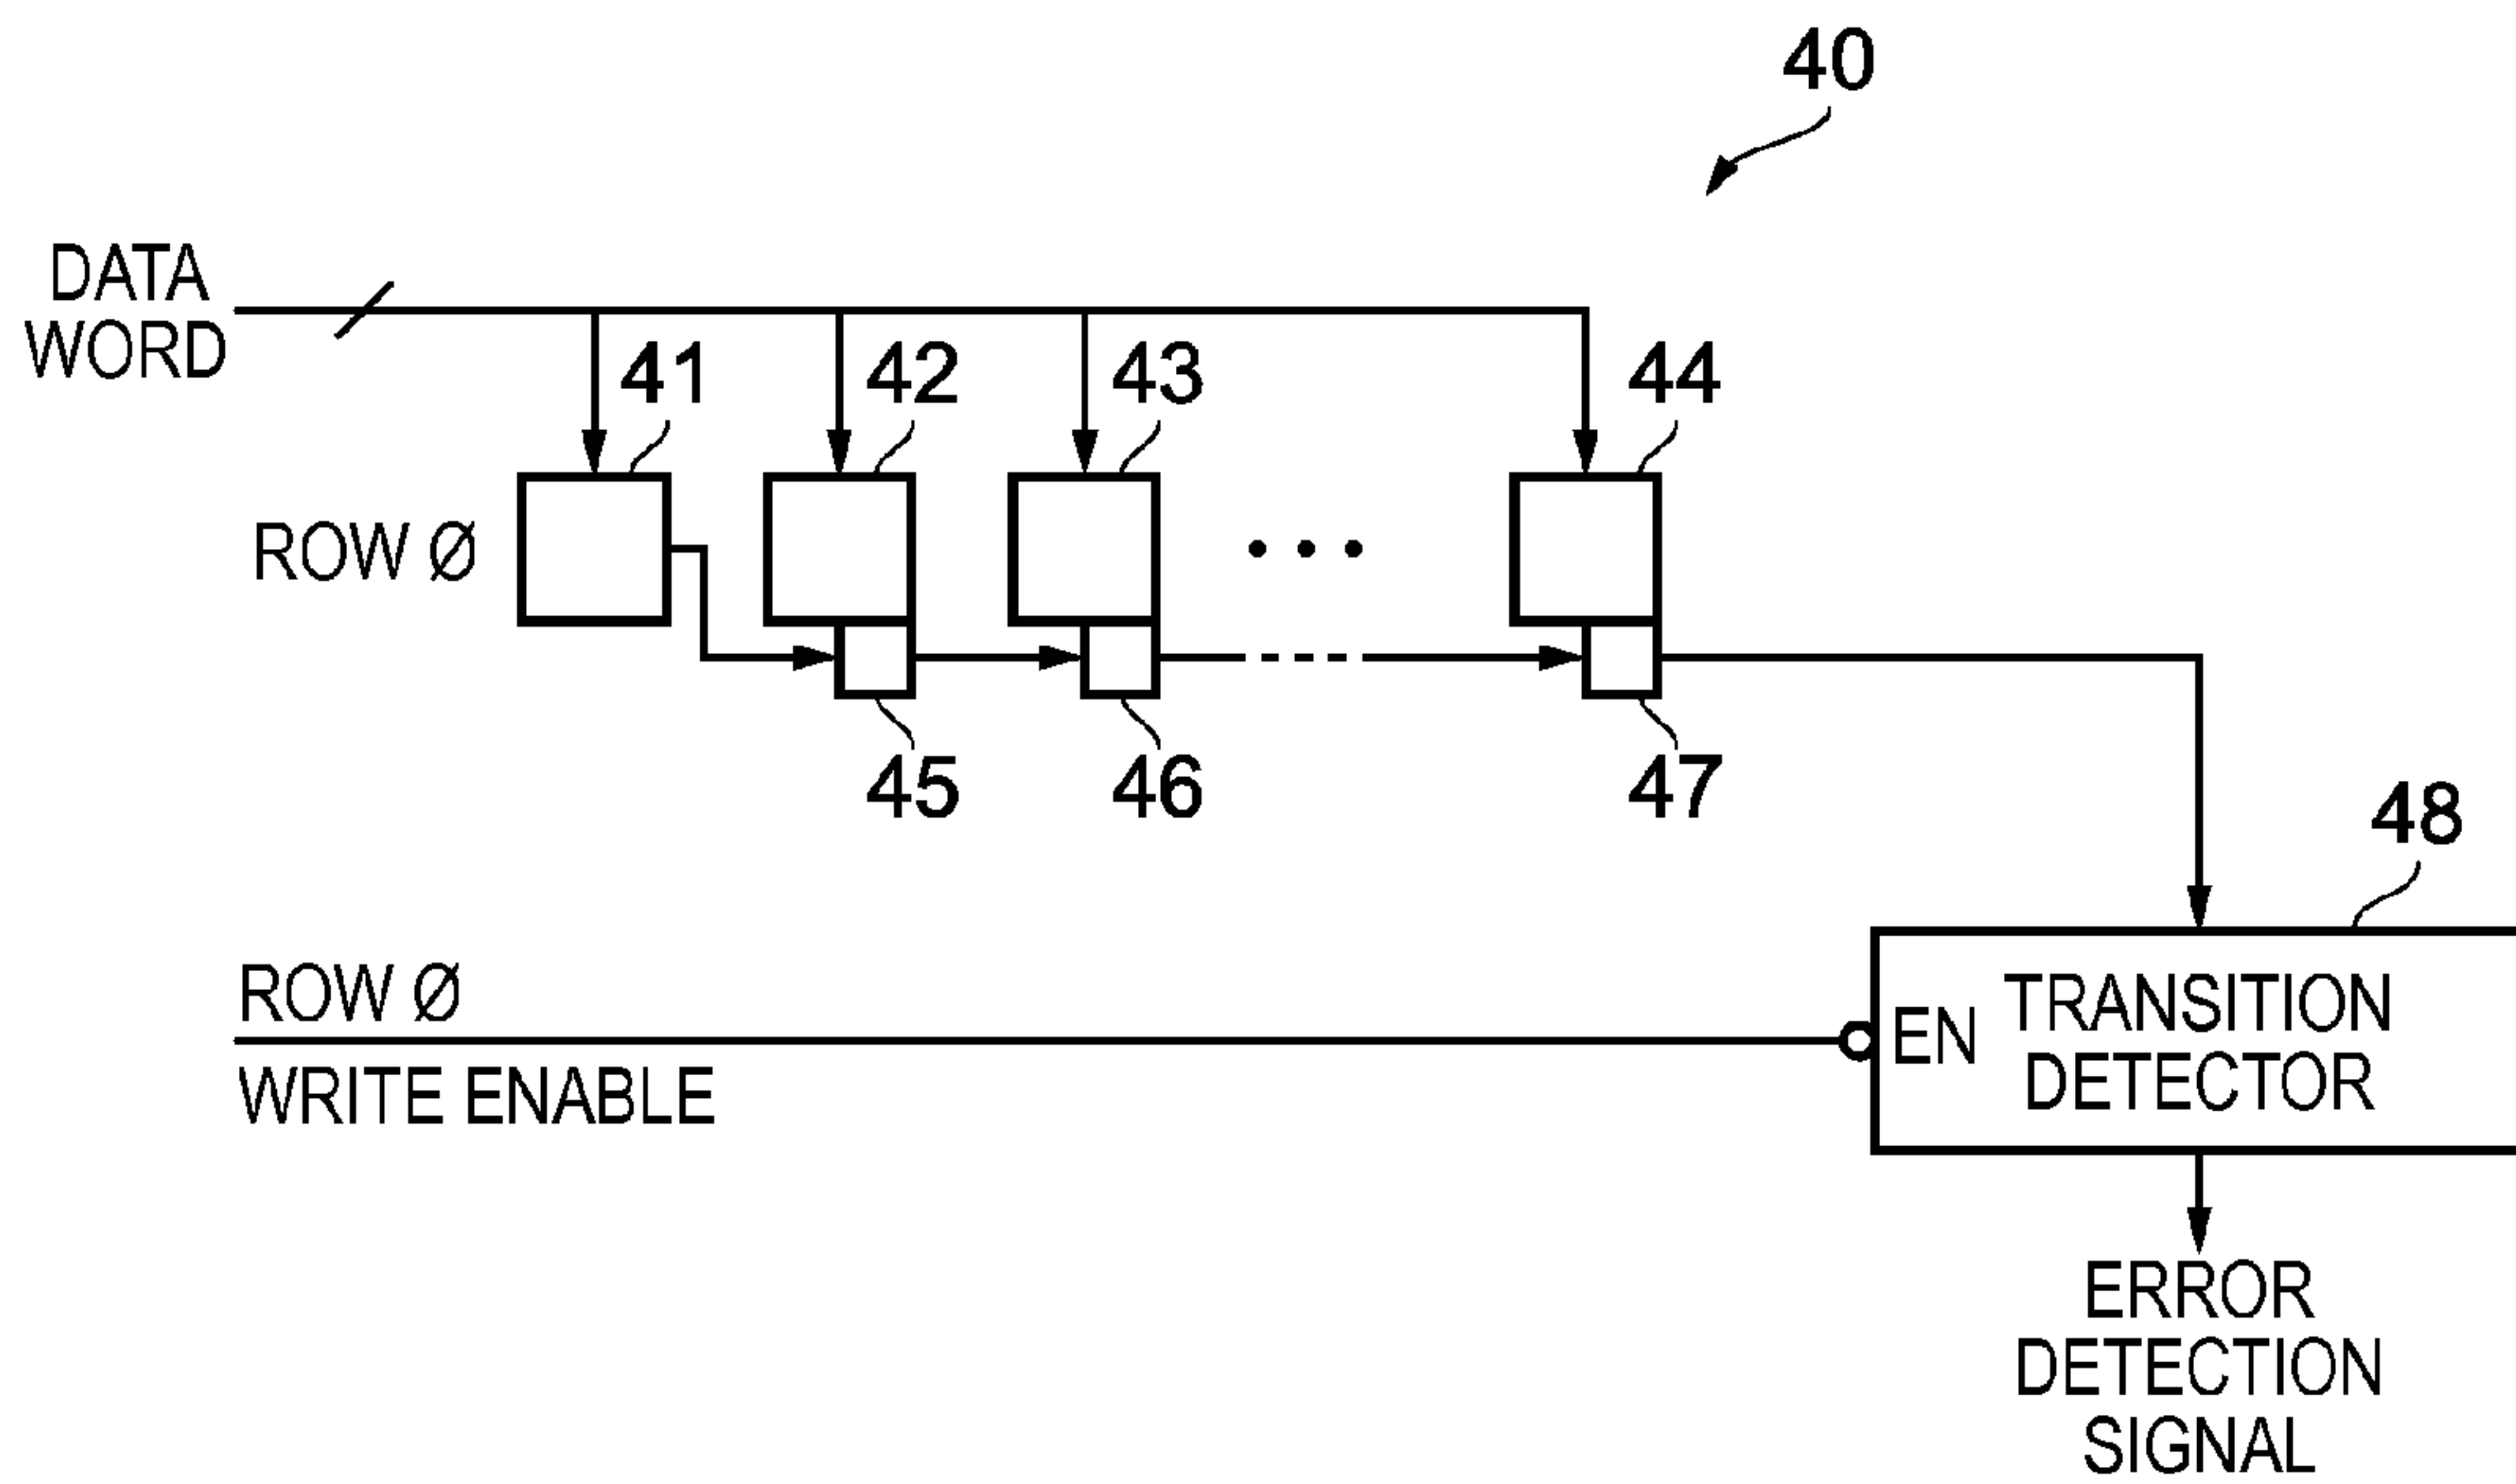 40
DATA
WORD
41
42
43
44
ROW Ø
45
46
47
48
ROW Ø
WRITE ENABLE
EN
TRANSITION
DETECTOR
ERROR
DETECTION
SIGNAL